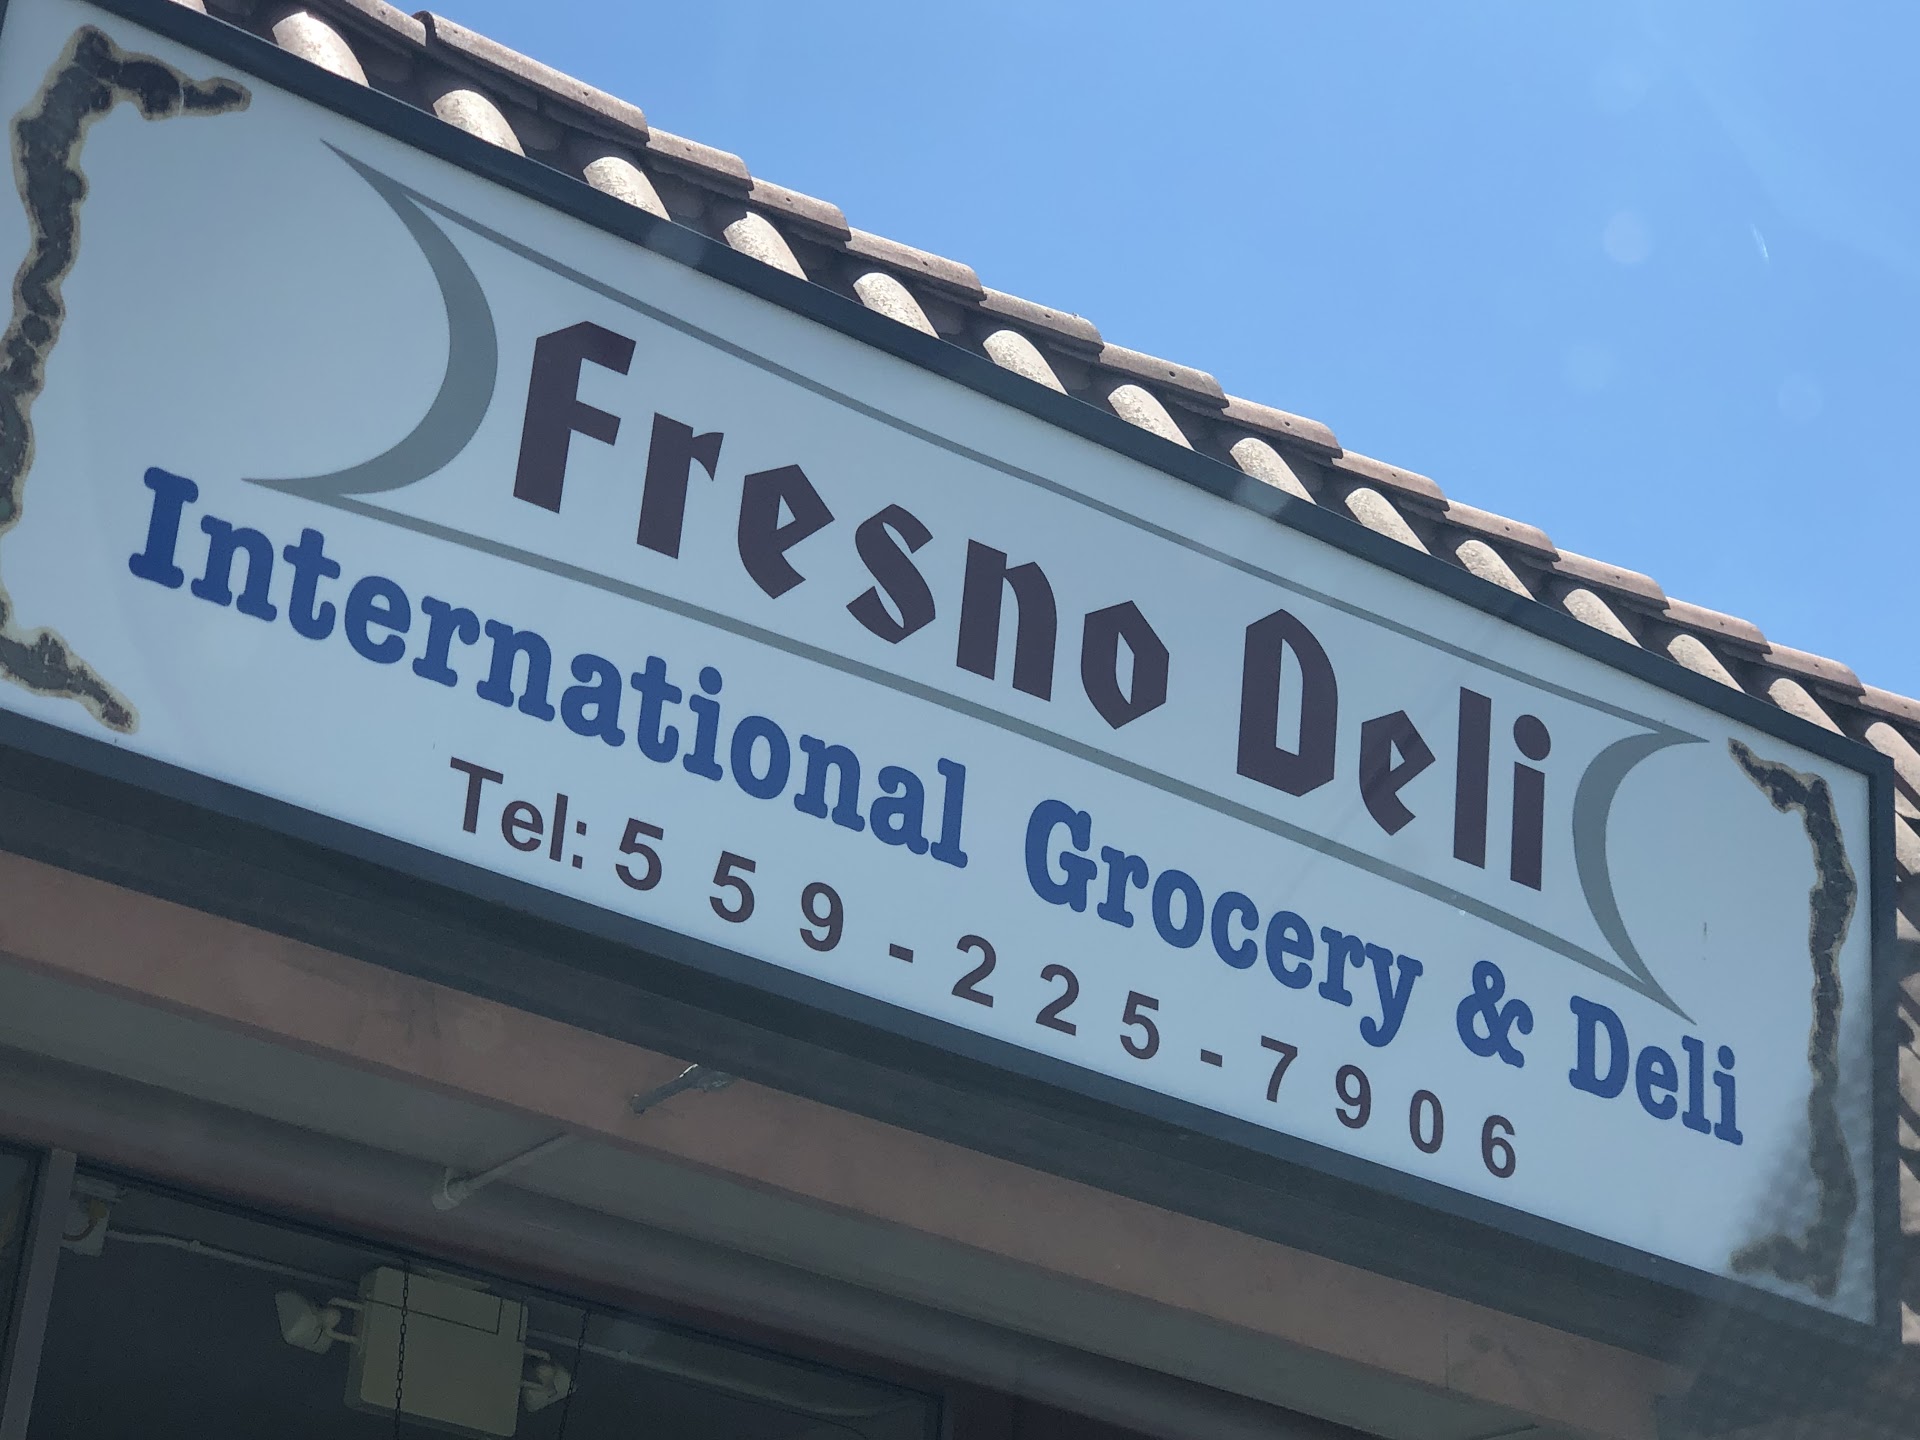 Fresno Deli
International Grocery & Deli
Tel: 559-225-7906